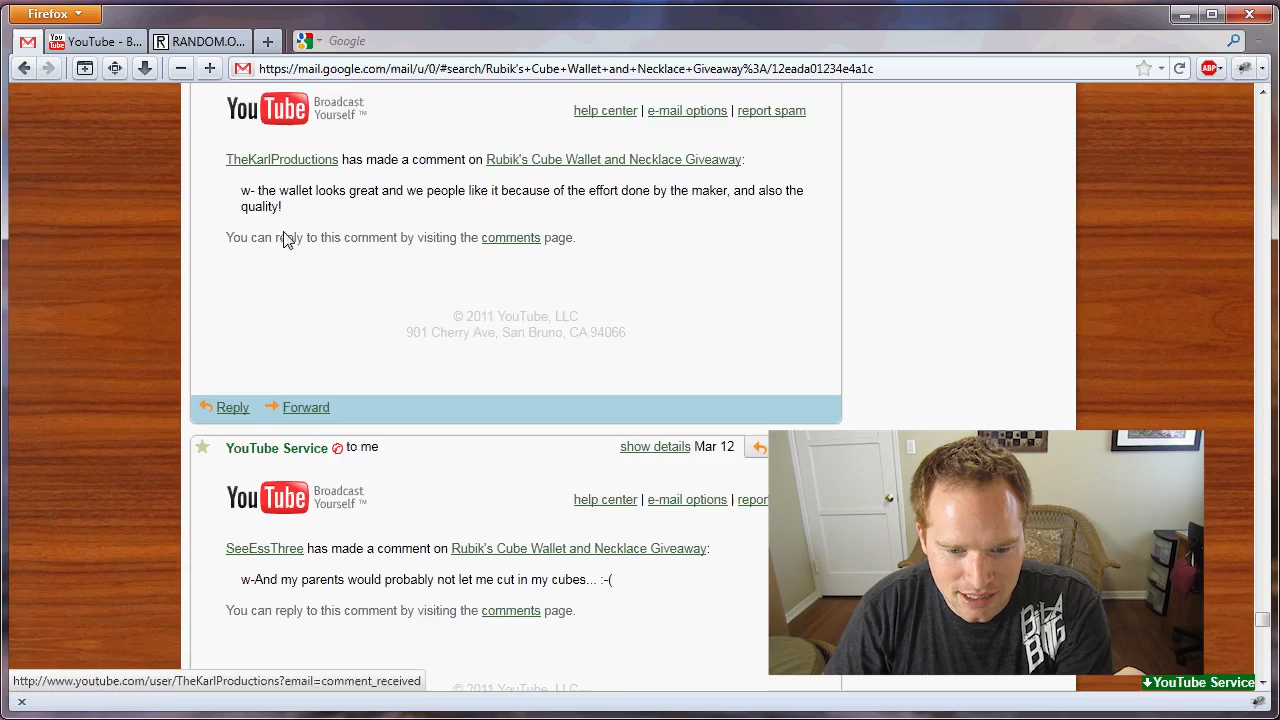 Firefox
YouTube - B...
RANDOM.O...
Google
https://mail.google.com/mail/u/0/#search/Rubik's+Cube+Wallet+and+Necklace+Giveaway%3A/12eada01234e4a1c
ABP
YouTube Broadcast Yourself ™
help center | e-mail options | report spam
TheKarlProductions has made a comment on Rubik's Cube Wallet and Necklace Giveaway:
w- the wallet looks great and we people like it because of the effort done by the maker, and also the
quality!
You can reply to this comment by visiting the comments page.
© 2011 YouTube, LLC
901 Cherry Ave, San Bruno, CA 94066
Reply Forward
YouTube Service to me show details Mar 12
YouTube Broadcast Yourself ™
help center | e-mail options | repor
SeeEssThree has made a comment on Rubik's Cube Wallet and Necklace Giveaway:
w-And my parents would probably not let me cut in my cubes... :-(
You can reply to this comment by visiting the comments page.
http://www.youtube.com/user/TheKarlProductions?email=comment_received
YouTube Service